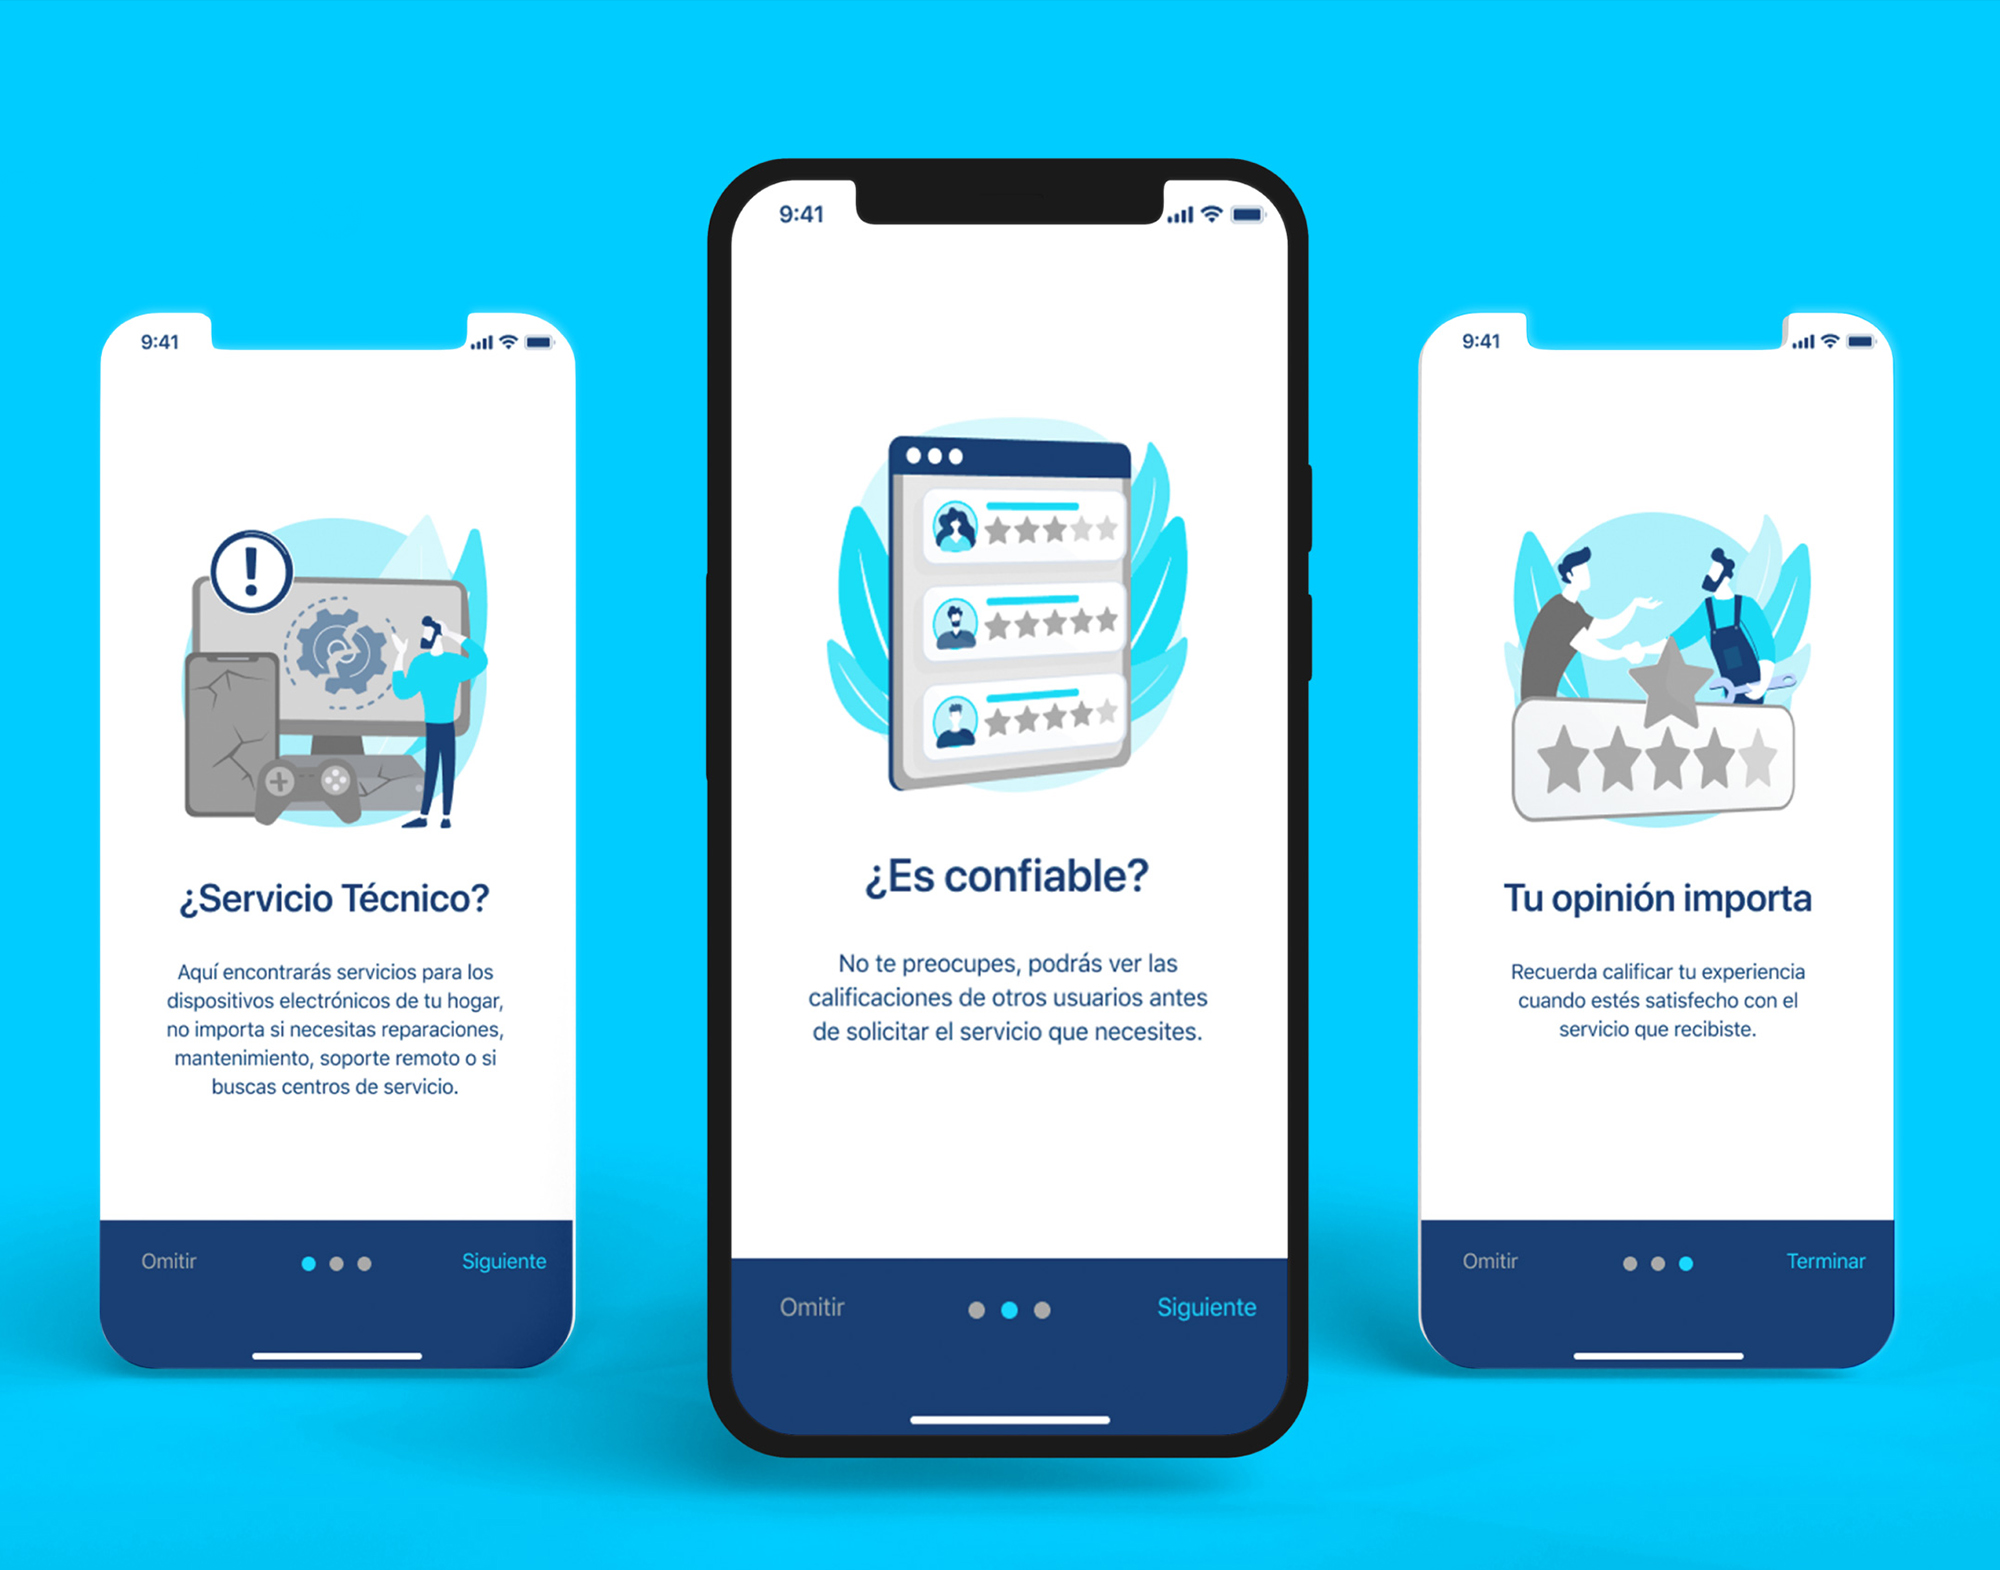 9:41
¿Servicio Técnico?
Aquí encontrarás servicios para los
dispositivos electrónicos de tu hogar,
no importa si necesitas reparaciones,
mantenimiento, soporte remoto o si
buscas centros de servicio.
Omitir
Siguiente
9:41
¿Es confiable?
No te preocupes, podrás ver las
calificaciones de otros usuarios antes
de solicitar el servicio que necesites.
Omitir
Siguiente
9:41
Tu opinión importa
Recuerda calificar tu experiencia
cuando estés satisfecho con el
servicio que recibiste.
Omitir
Terminar